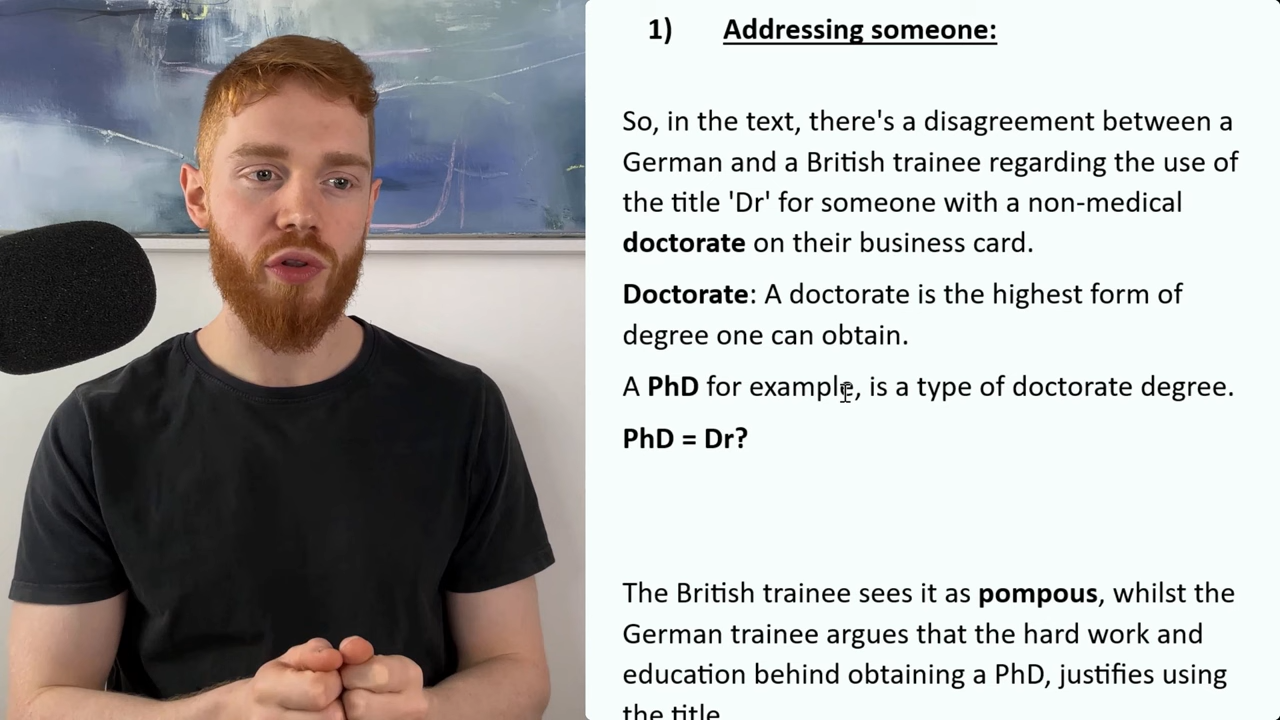 1) Addressing someone:
So, in the text, there's a disagreement between a
German and a British trainee regarding the use of
the title 'Dr' for someone with a non-medical
doctorate on their business card.
Doctorate: A doctorate is the highest form of
degree one can obtain.
A PhD for example, is a type of doctorate degree.
PhD = Dr?
The British trainee sees it as pompous, whilst the
German trainee argues that the hard work and
education behind obtaining a PhD, justifies using
the title.